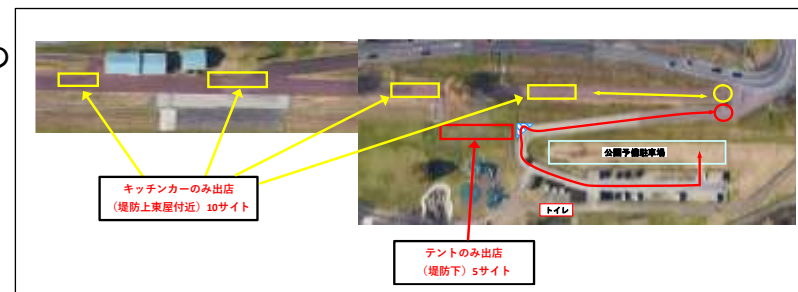 公園予備駐車場
キッチンカーのみ出店
（堤防上東屋付近）10サイト
トイレ
テントのみ出店
（堤防下）5サイト